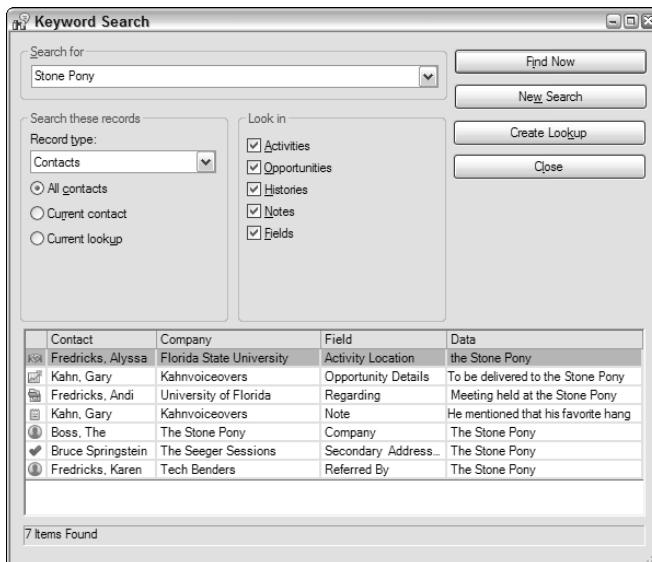 Keyword Search
Search for
Stone Pony
Find Now
New Search
Create Lookup
Close
Search these records
Record type:
Contacts
All contacts
Current contact
Current lookup
Look in
Activities
Opportunities
Histories
Notes
Fields
Contact Company Field Data
Fredricks, Alyssa Florida State University Activity Location the Stone Pony
Kahn, Gary Kahnvoiceovers Opportunity Details To be delivered to the Stone Pony
Fredricks, Andi University of Florida Regarding Meeting held at the Stone Pony
Kahn, Gary Kahnvoiceovers Note He mentioned that his favorite hang
Boss, The The Stone Pony Company The Stone Pony
Bruce Springstein The Seeger Sessions Secondary Address... The Stone Pony
Fredricks, Karen Tech Benders Referred By The Stone Pony
7 Items Found